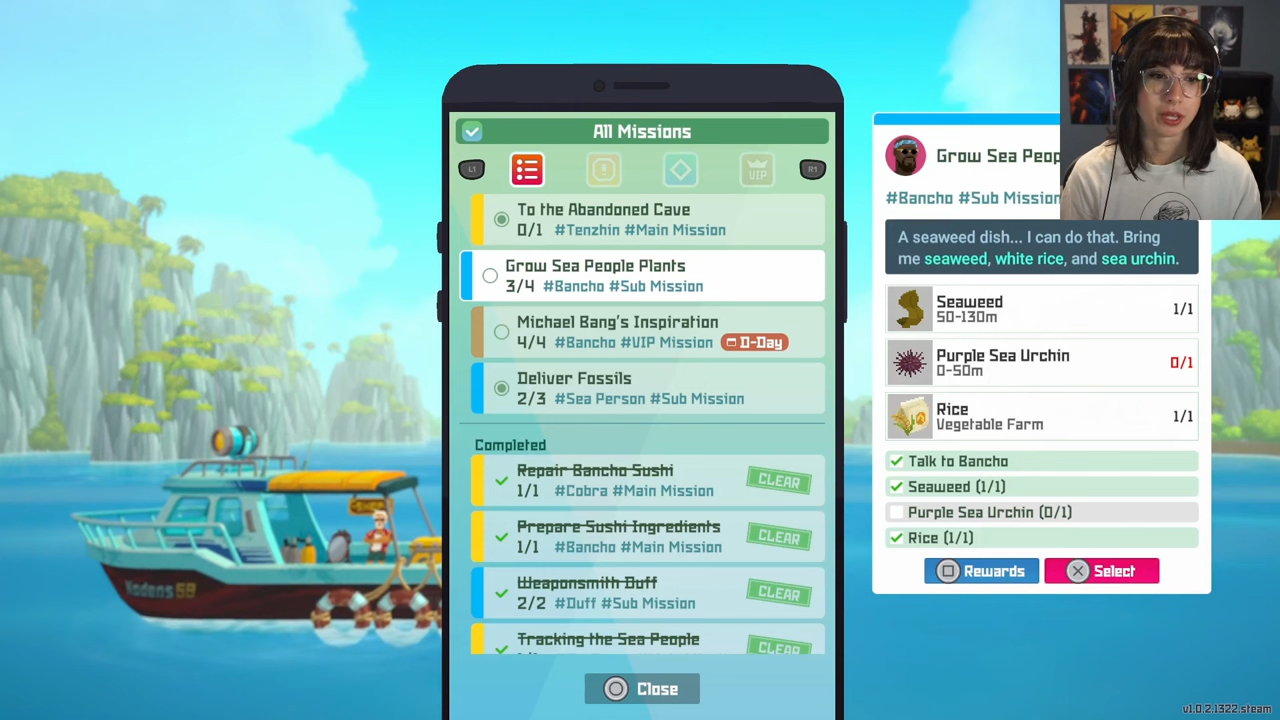 All Missions
L1
VIP
R1
To the Abandoned Cave
0/1 #Tenzhin #Main Mission
Grow Sea People Plants
3/4 #Bancho #Sub Mission
Michael Bang's Inspiration
4/4 #Bancho #VIP Mission D-Day
Deliver Fossils
2/3 #Sea Person #Sub Mission
Completed
Repair Bancho Sushi
1/1 #Cobra #Main Mission
CLEAR
Prepare Sushi Ingredients
1/1 #Bancho #Main Mission
CLEAR
Weaponsmith Duff
2/2 #Duff #Sub Mission
CLEAR
Tracking the Sea People
CLEAR
Close
Grow Sea Peop
#Bancho #Sub Mission
A seaweed dish... I can do that. Bring
me seaweed, white rice, and sea urchin.
Seaweed
50-130m
1/1
Purple Sea Urchin
0-50m
0/1
Rice
Vegetable Farm
1/1
Talk to Bancho
Seaweed (1/1)
Purple Sea Urchin (0/1)
Rice (1/1)
Rewards
Select
v1.0.2.1322.steam